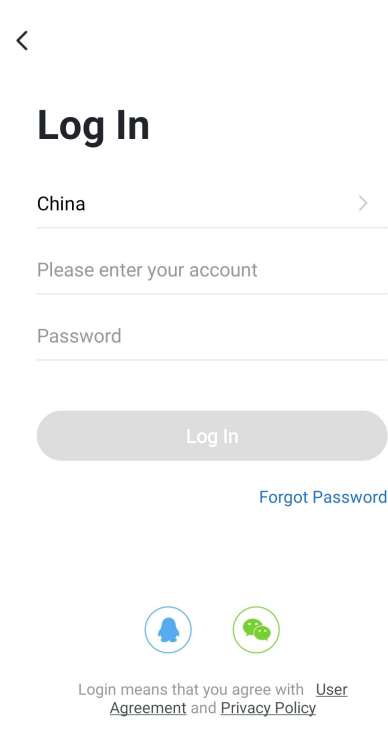 Log In
China
Please enter your account
Password
Log In
Forgot Password
Login means that you agree with User
Agreement and Privacy Policy